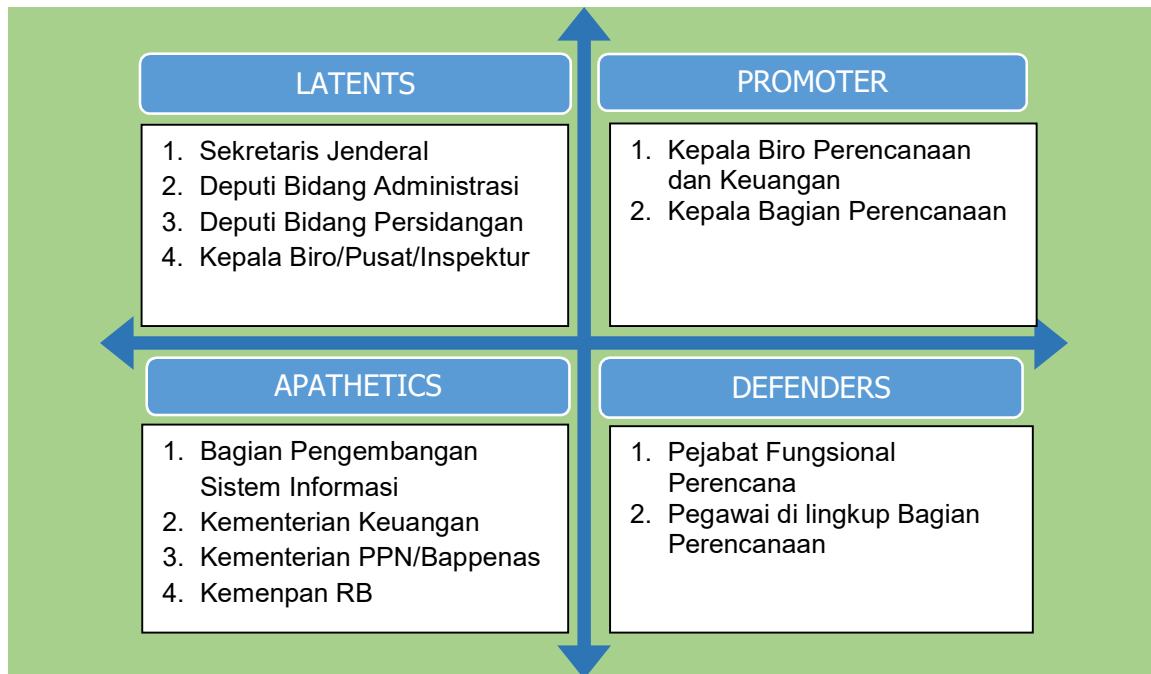 LATENTS
1. Sekretaris Jenderal
2. Deputi Bidang Administrasi
3. Deputi Bidang Persidangan
4. Kepala Biro/Pusat/Inspektur
PROMOTER
1. Kepala Biro Perencanaan
dan Keuangan
2. Kepala Bagian Perencanaan
APATHETICS
1. Bagian Pengembangan
Sistem Informasi
2. Kementerian Keuangan
3. Kementerian PPN/Bappenas
4. Kemenpan RB
DEFENDERS
1. Pejabat Fungsional
Perencana
2. Pegawai di lingkup Bagian
Perencanaan